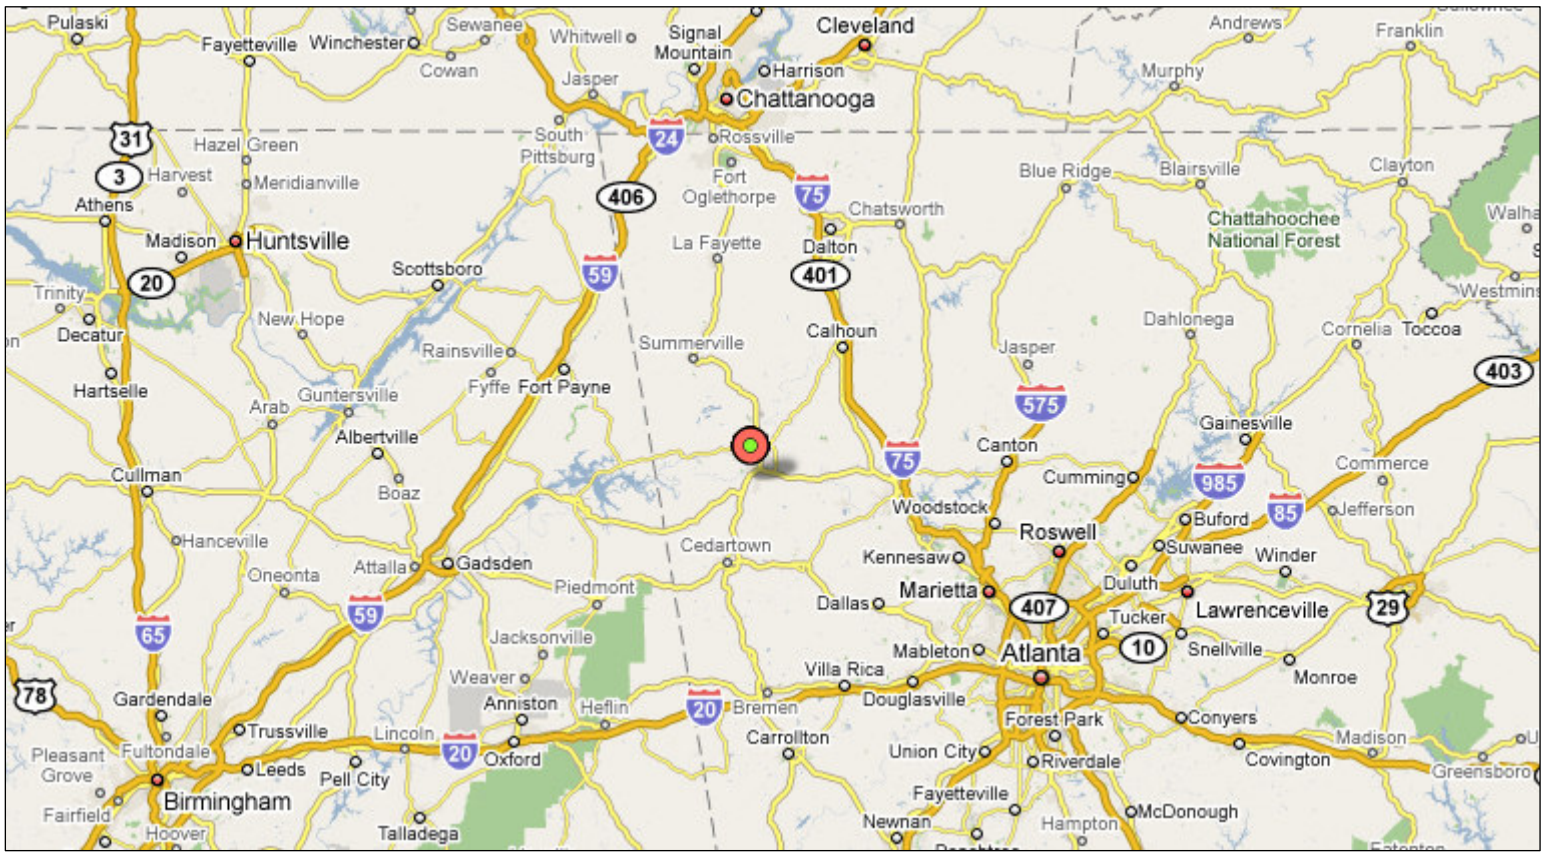 Pulaski
Fayetteville
Winchester
Sewanee
Cowan
Whitwell
Signal
Mountain
Cleveland
Harrison
Jasper
Chattanooga
Andrews
Franklin
Murphy
31
3
Hazel Green
Harvest
Meridianville
Athens
South
Pittsburg
24
Rossville
Fort
Oglethorpe
406
75
Chatsworth
Blue Ridge
Blairsville
Clayton
Chattahoochee
National Forest
Walha
Madison
Huntsville
20
Trinity
Decatur
New Hope
Scottsboro
59
La Fayette
Dalton
401
Calhoun
Dahlonega
Cornelia
Toccoa
Westmins
Hartselle
Rainsville
Fyffe
Fort Payne
Summerville
Jasper
403
Arab
Guntersville
Albertville
Boaz
Cullman
575
Canton
Gainesville
75
Cumming
985
Commerce
Jefferson
85
Woodstock
Roswell
Buford
Hanceville
Attalla
Gadsden
Cedartown
Kennesaw
Suwanee
Winder
Oneonta
Piedmont
Marietta
Duluth
Lawrenceville
29
65
59
Dallas
407
Tucker
10
Snellville
Jacksonville
Mableton
Atlanta
Monroe
78
Weaver
Villa Rica
Douglasville
Gardendale
Anniston
Heflin
20
Bremen
Forest Park
Conyers
Trussville
Lincoln
Fultondale
Pleasant
Grove
Leeds
Pell City
20
Oxford
Carrollton
Union City
Riverdale
Covington
Madison
Greensboro
Birmingham
Fairfield
Hoover
Talladega
Fayetteville
Newnan
McDonough
Hampton